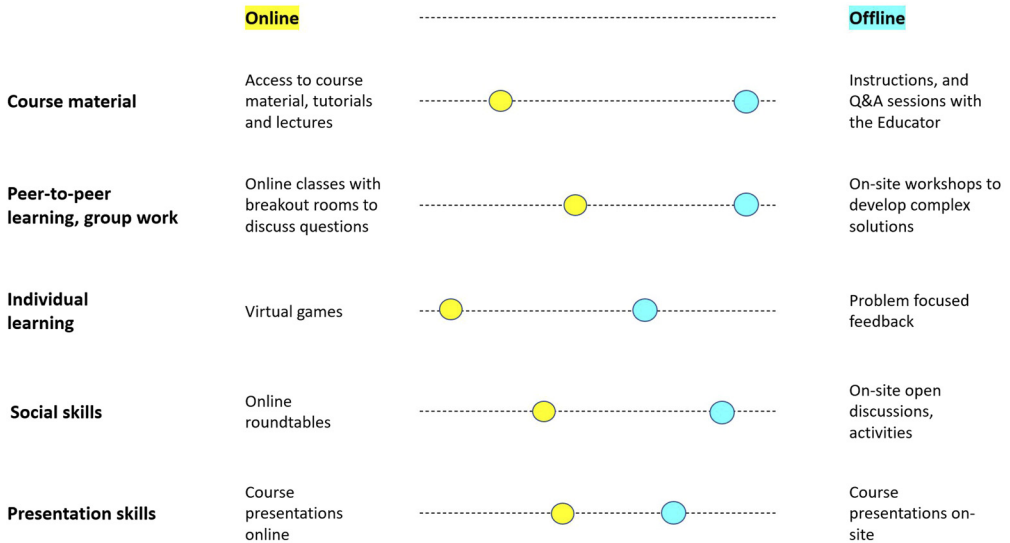 Online
Offline
Course material
Access to course
material, tutorials
and lectures
Instructions, and
Q&A sessions with
the Educator
Peer-to-peer
learning, group work
Online classes with
breakout rooms to
discuss questions
On-site workshops to
develop complex
solutions
Individual
learning
Virtual games
Problem focused
feedback
Social skills
Online
roundtables
On-site open
discussions,
activities
Presentation skills
Course
presentations
online
Course
presentations on-
site